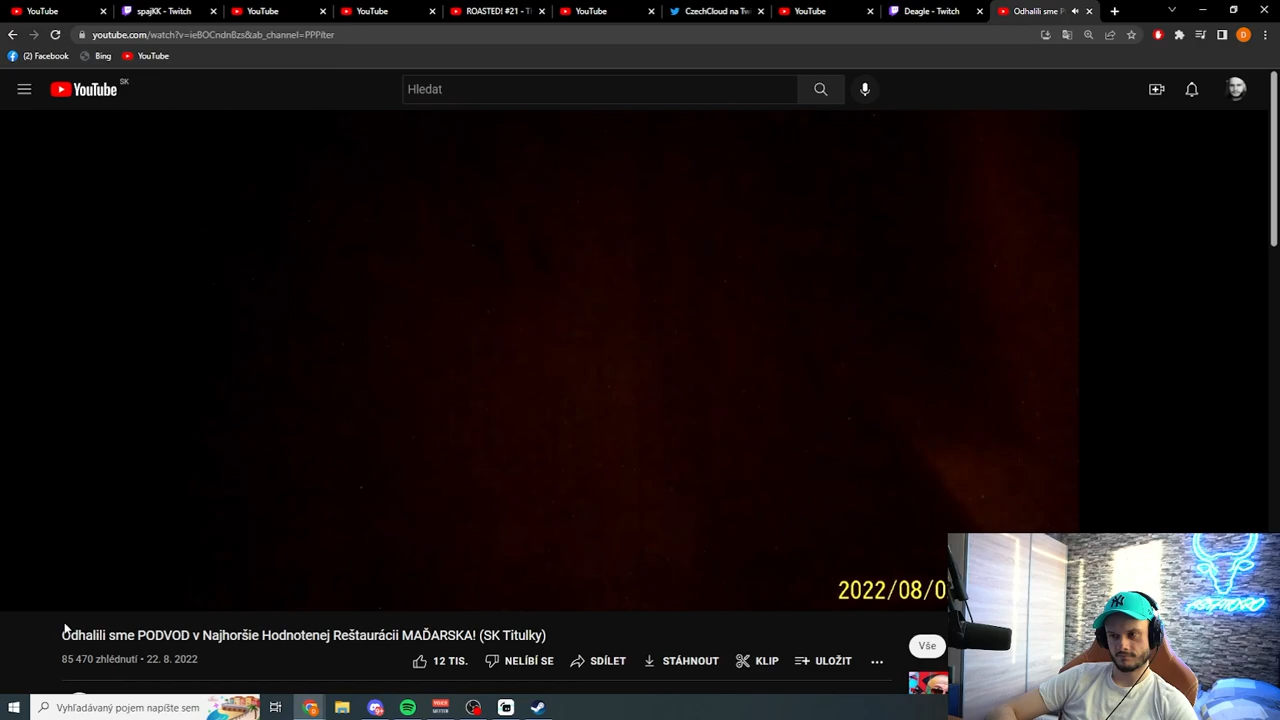 YouTube
spajKK - Twitch
YouTube
YouTube
ROASTED! #21 - T
YouTube
CzechCloud na Tw
YouTube
Deagle - Twitch
Odhalili sme P
youtube.com/watch?v=ieBOCndnBzs&ab_channel=PPPíter
(2) Facebook
Bing
YouTube
YouTube SK
Hledat
2022/08/0
Odhalili sme PODVOD v Najhoršie Hodnotenej Reštaurácii MAĎARSKA! (SK Titulky)
85 470 zhlédnutí • 22. 8. 2022
12 TIS.
NELÍBÍ SE
SDÍLET
STÁHNOUT
KLIP
ULOŽIT
Vše
Vyhľadávaný pojem napíšte sem